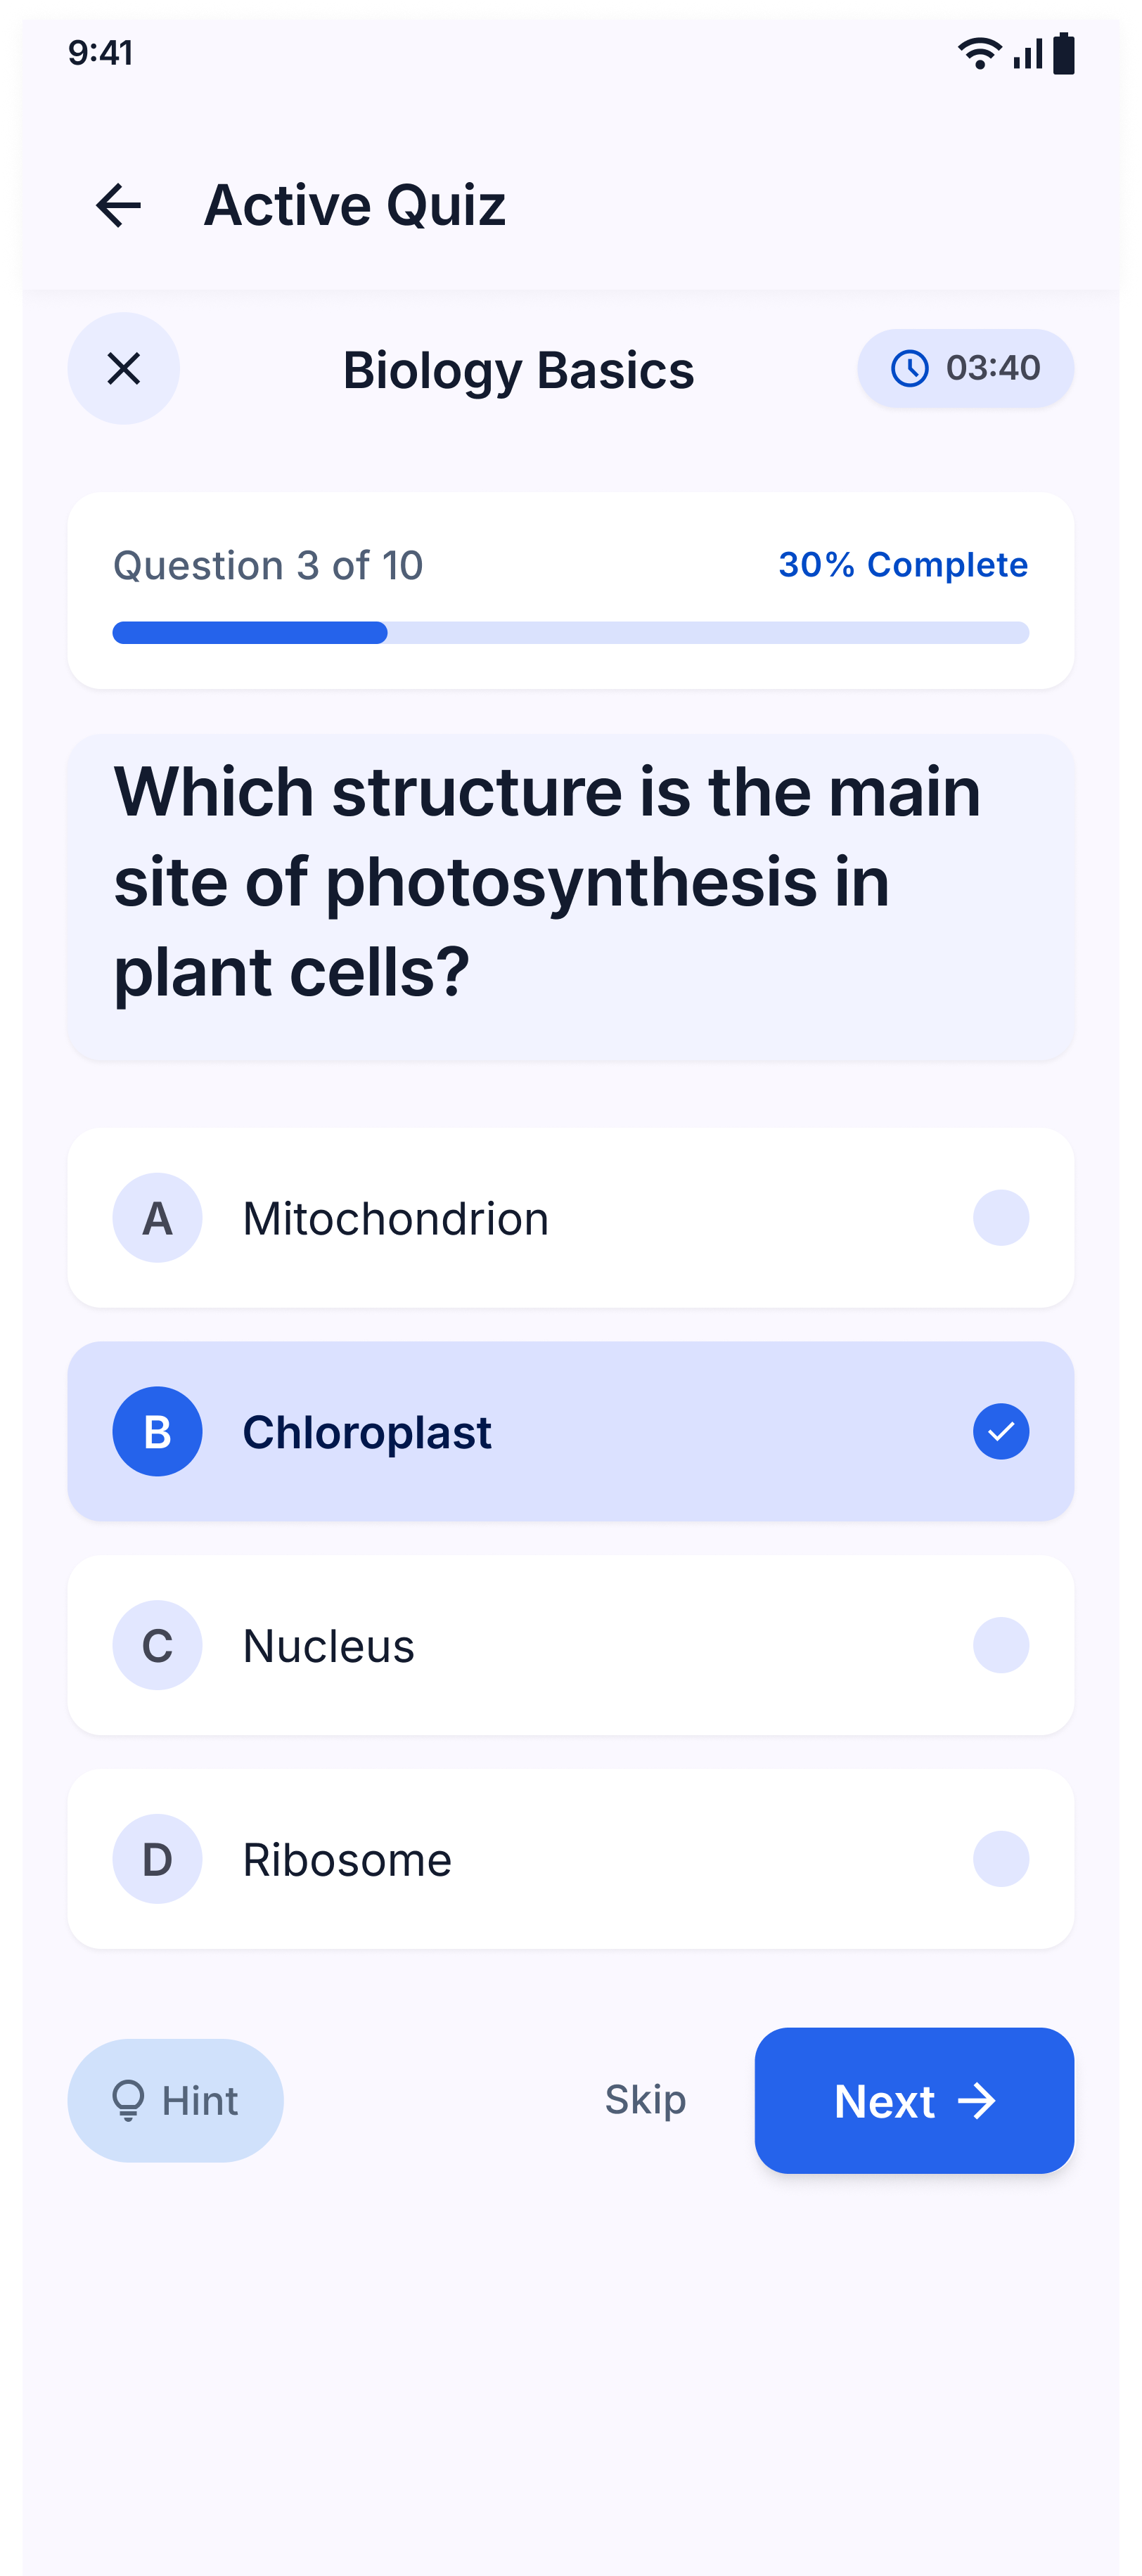 9:41
Active Quiz
Biology Basics
03:40
Question 3 of 10
30% Complete
Which structure is the main
site of photosynthesis in
plant cells?
A Mitochondrion
B Chloroplast
C Nucleus
D Ribosome
Hint
Skip
Next